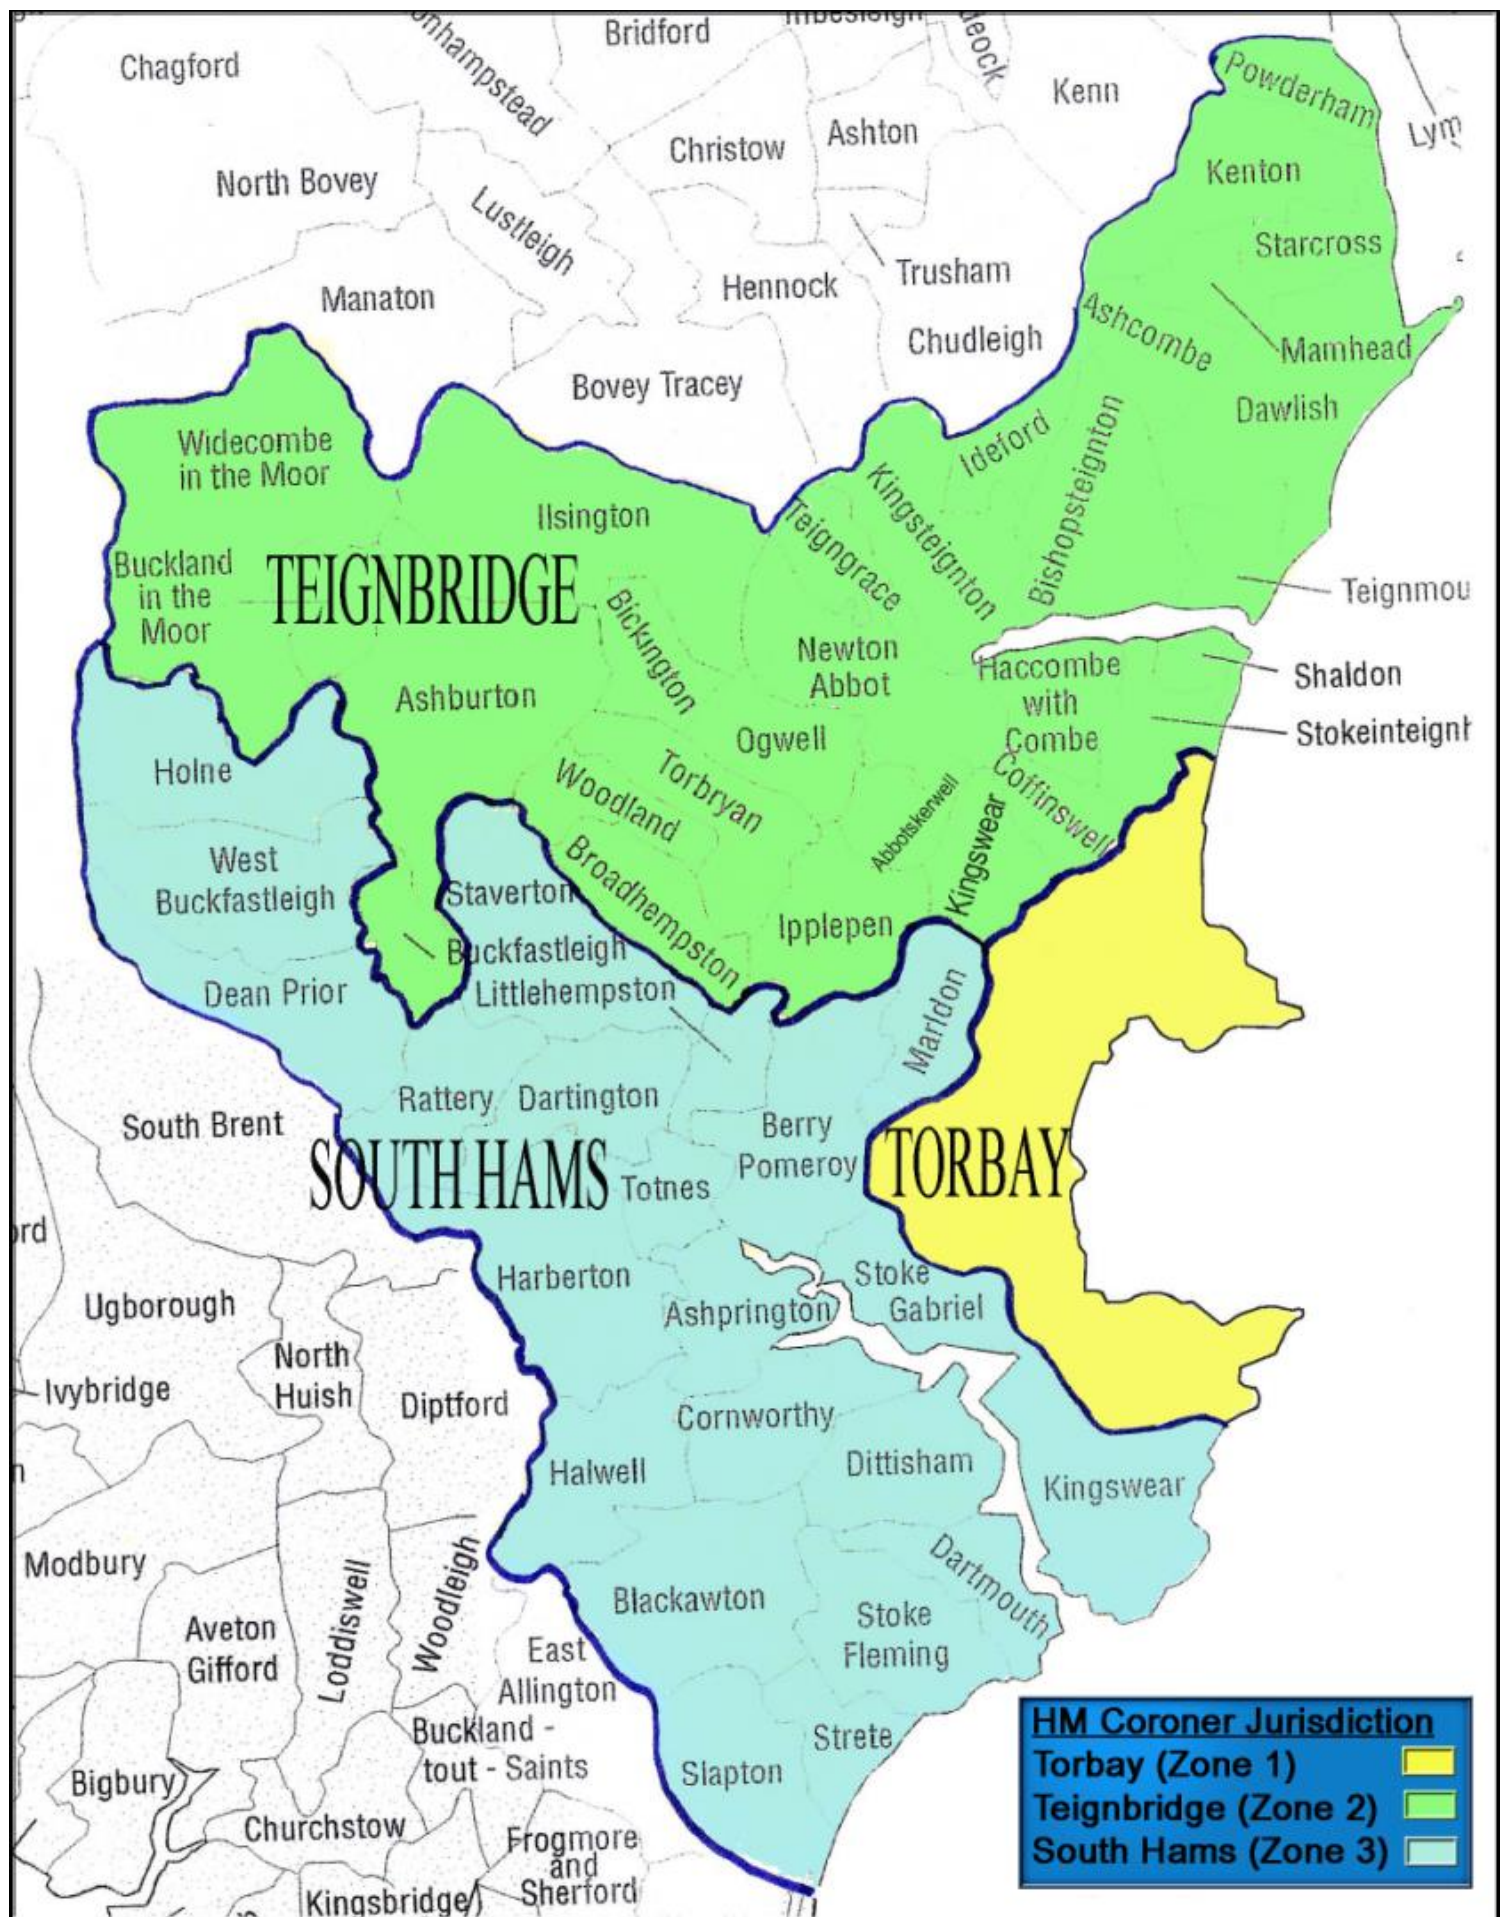 Bridford
Chagford
Kenn
Powderham
Ashton
Christow
North Bovey
Kenton
Lustleigh
Starcross
Trusham
Hennock
Manaton
Chudleigh
Ashcombe
Mamhead
Bovey Tracey
Dawlish
Widecombe
in the Moor
Ideford
Bishopsteignton
Kingsteignton
Ilsington
Teigngrace
Buckland
in the
Moor
TEIGNBRIDGE
Teignmou
Bickington
Newton
Abbot
Haccombe
with
Combe
Shaldon
Ashburton
Ogwell
Stokeinteignh
Holne
Torbryan
Woodland
Coffinswell
Abbotskerwell
Kingswear
West
Buckfastleigh
Staverton
Broadhempston
Ipplepen
Buckfastleigh
Dean Prior
Littlehempston
Marldon
Rattery
Dartington
South Brent
Berry
Pomeroy
SOUTH HAMS
TORBAY
Totnes
ord
Harberton
Stoke
Gabriel
Ugborough
Ashprington
North
Huish
Ivybridge
Diptford
Cornworthy
Halwell
Dittisham
Kingswear
Modbury
Woodleigh
Loddiswell
Dartmouth
Blackawton
Aveton
Gifford
Stoke
Fleming
East
Allington
Buckland -
tout - Saints
Strete
Slapton
Bigbury
Churchstow
Frogmore
and
Sherford
Kingsbridge
HM Coroner Jurisdiction
Torbay (Zone 1)
Teignbridge (Zone 2)
South Hams (Zone 3)